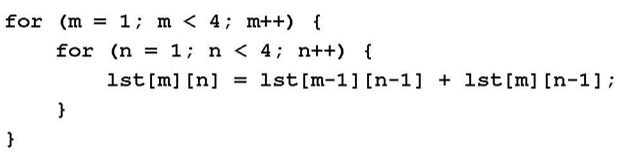 for (m = 1; m < 4; m++) {
    for (n = 1; n < 4; n++) {
        lst[m][n] = lst[m-1][n-1] + lst[m][n-1];
    }
}